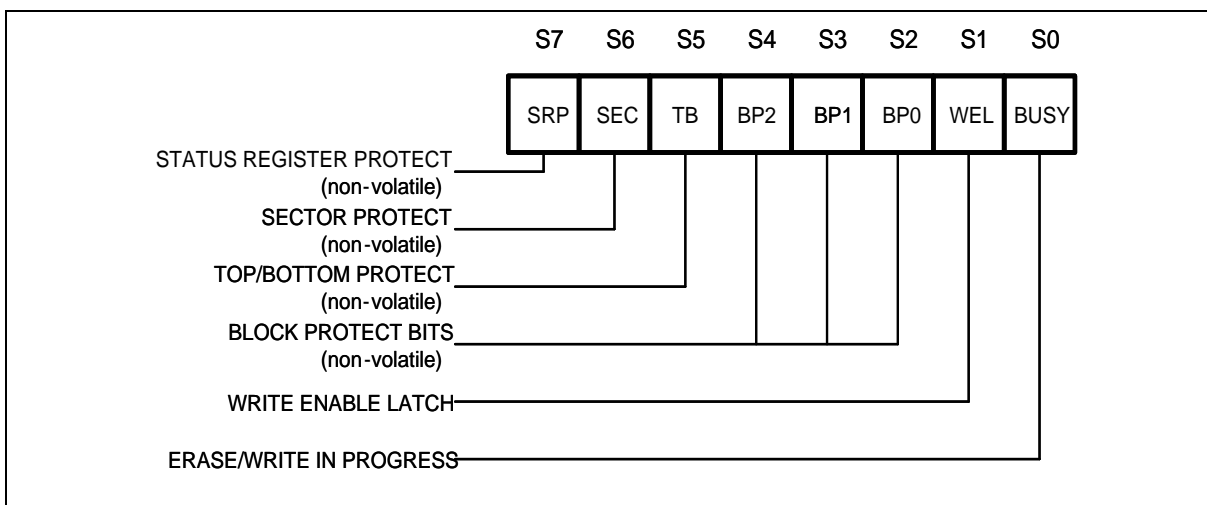 S7 S6 S5 S4 S3 S2 S1 S0
SRP SEC TB BP2 BP1 BP0 WEL BUSY
STATUS REGISTER PROTECT
(non-volatile)
SECTOR PROTECT
(non-volatile)
TOP/BOTTOM PROTECT
(non-volatile)
BLOCK PROTECT BITS
(non-volatile)
WRITE ENABLE LATCH
ERASE/WRITE IN PROGRESS